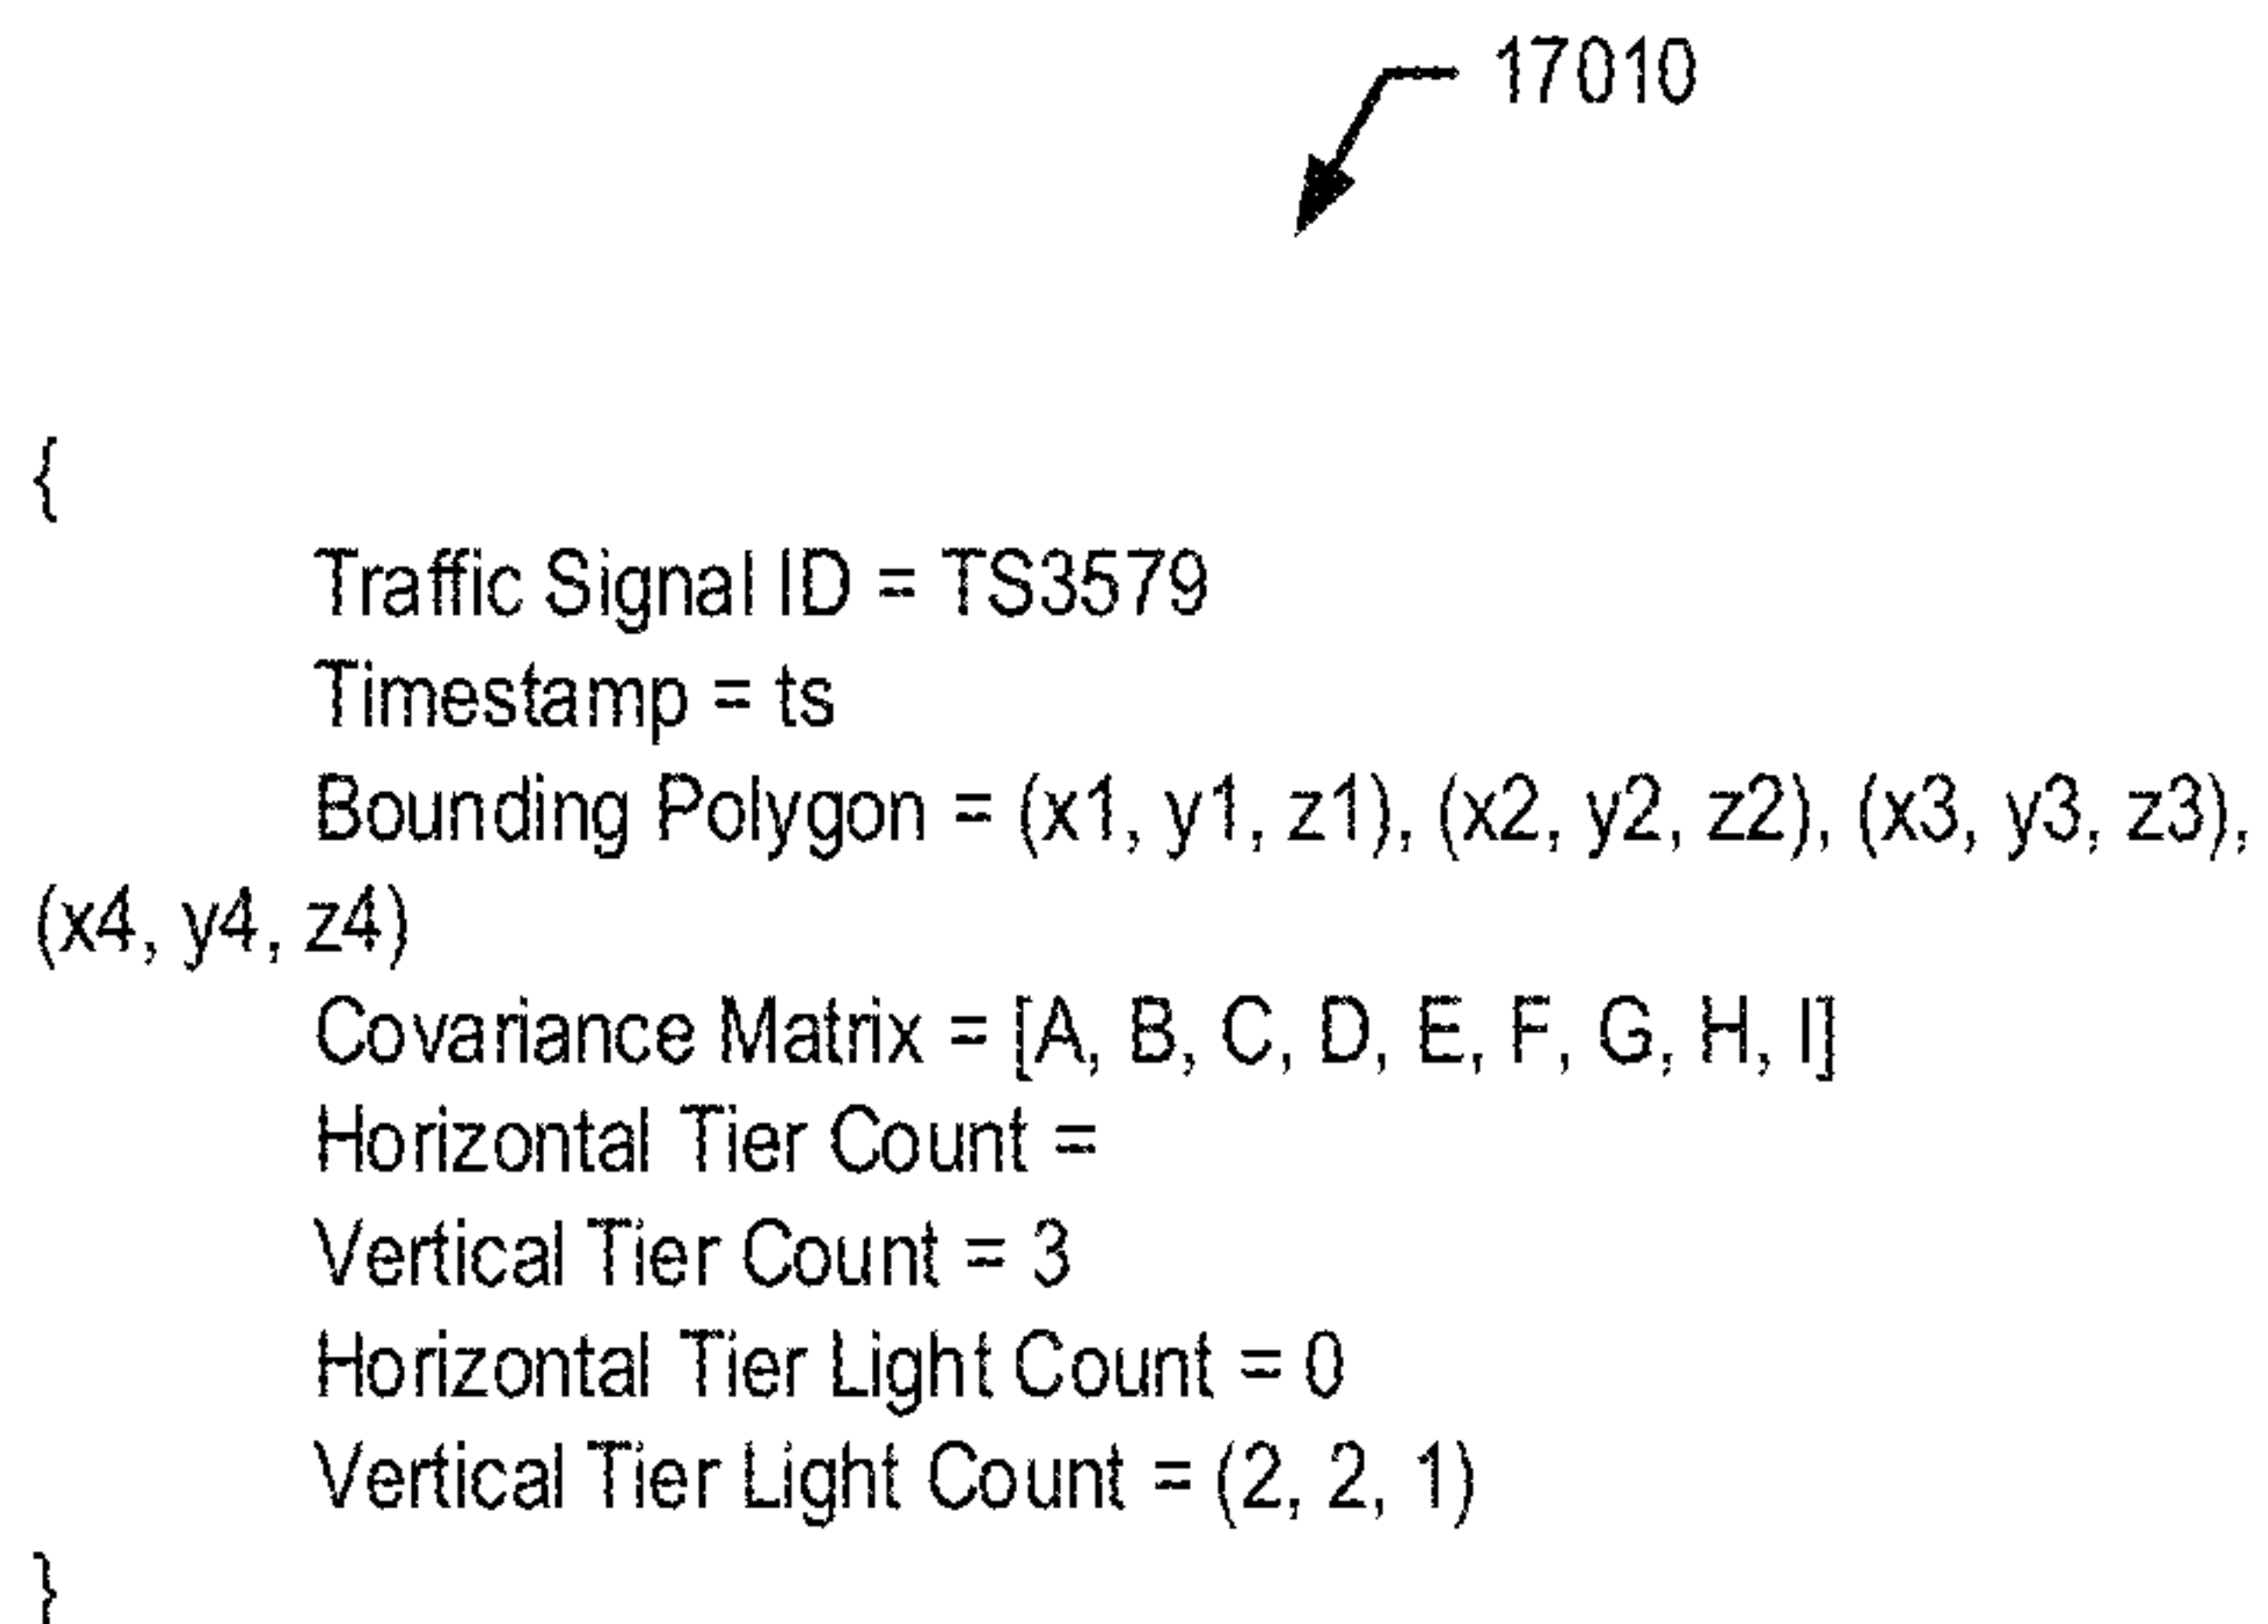 17010
{
Traffic Signal ID = TS3579
Timestamp = ts
Bounding Polygon = (x1, y1, z1), (x2, y2, z2), (x3, y3, z3),
(x4, y4, z4)
Covariance Matrix = [A, B, C, D, E, F, G, H, I]
Horizontal Tier Count =
Vertical Tier Count = 3
Horizontal Tier Light Count = 0
Vertical Tier Light Count = (2, 2, 1)
}